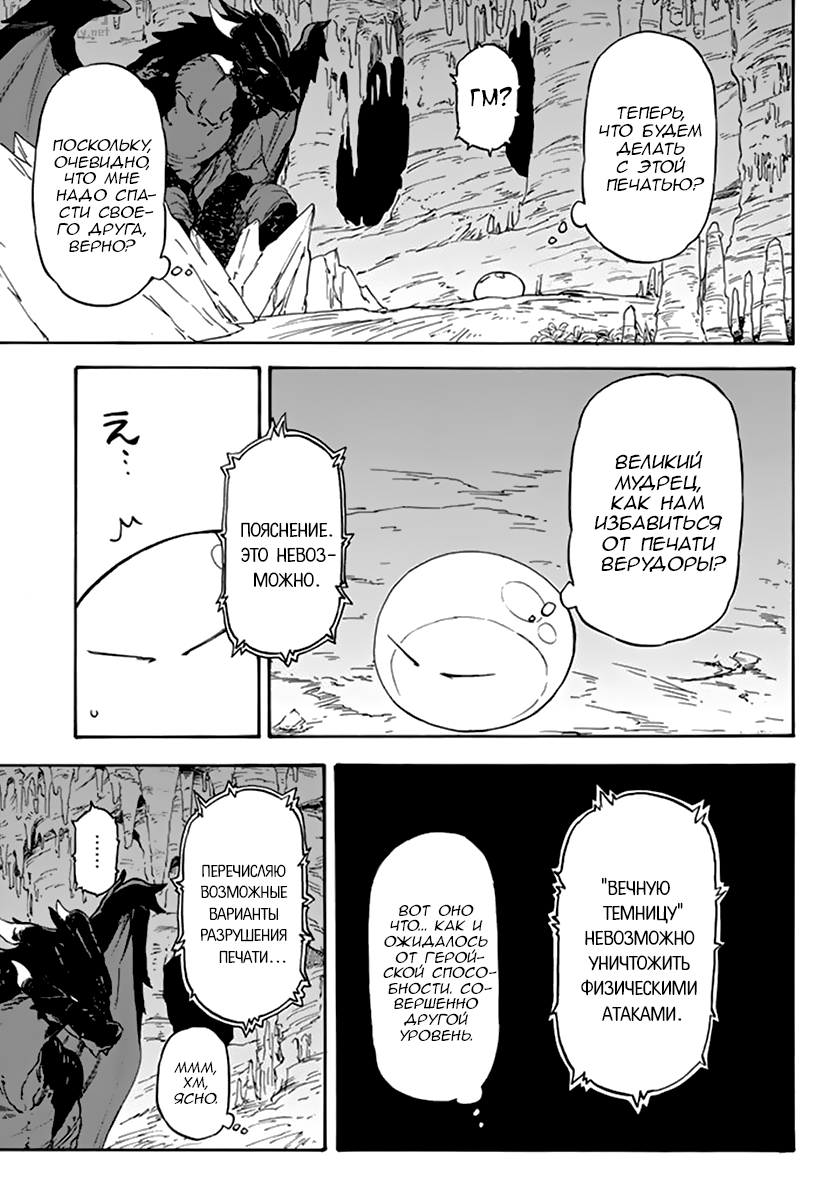 ТЕПЕРЬ,
ЧТО БУДЕМ
ДЕЛАТЬ
С ЭТОЙ
ПЕЧАТЬЮ?
ГМ?
ПОСКОЛЬКУ,
ОЧЕВИДНО,
ЧТО МНЕ
НАДО СПА-
СТИ СВОЕ-
ГО ДРУГА,
ВЕРНО?
ВЕЛИКИЙ
МУДРЕЦ,
КАК НАМ
ИЗБАВИТЬСЯ
ОТ ПЕЧАТИ
ВЕРУДОРЫ?
ПОЯСНЕНИЕ.
ЭТО НЕВОЗ-
МОЖНО.
え…
"ВЕЧНУЮ
ТЕМНИЦУ"
НЕВОЗМОЖНО
УНИЧТОЖИТЬ
ФИЗИЧЕСКИМИ
АТАКАМИ.
ВОТ ОНО
ЧТО... КАК И
ОЖИДАЛОСЬ
ОТ ГЕРОЙ-
СКОЙ СПОСО-
БНОСТИ. СО-
ВЕРШЕННО
ДРУГОЙ
УРОВЕНЬ.
ПЕРЕЧИСЛЯЮ
ВОЗМОЖНЫЕ
ВАРИАНТЫ
РАЗРУШЕНИЯ
ПЕЧАТИ...
......
МММ,
ХМ,
ЯСНО.